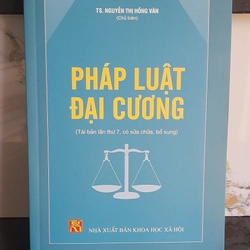 TS. NGUYỄN THỊ HỒNG VÂN
(Chủ biên)
PHÁP LUẬT
ĐẠI CƯƠNG
(Tái bản lần thứ 7, có sửa chữa, bổ sung)
NHÀ XUẤT BẢN KHOA HỌC XÃ HỘI